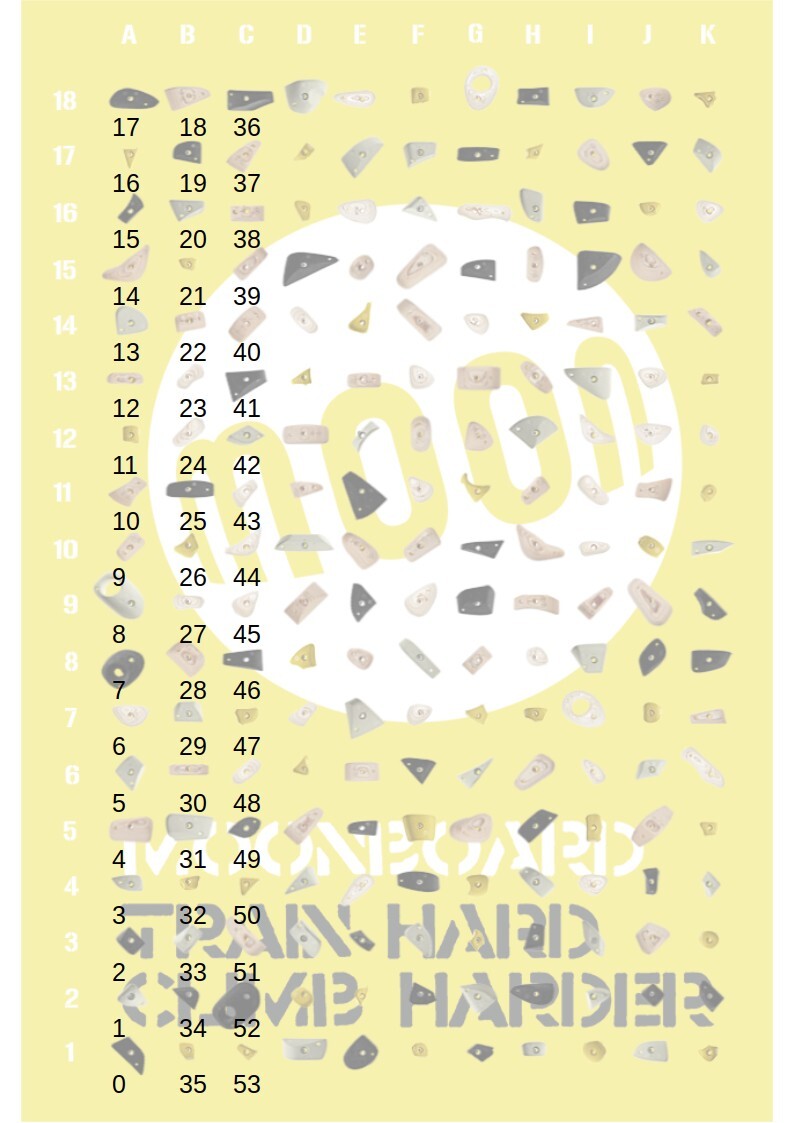 A B C D E F G H I J K
18
17 18 36
17
16 19 37
16
15 20 38
15
14 21 39
14
13 22 40
13
12 23 41
12
11 24 42
11
10 25 43
10
9 26 44
9
8 27 45
8
7 28 46
7
6 29 47
6
5 30 48
5
4 31 49
4
3 32 50
3
2 33 51
2
1 34 52
1
0 35 53
moon
MOONBOARD
TRAIN HARD
CLIMB HARDER